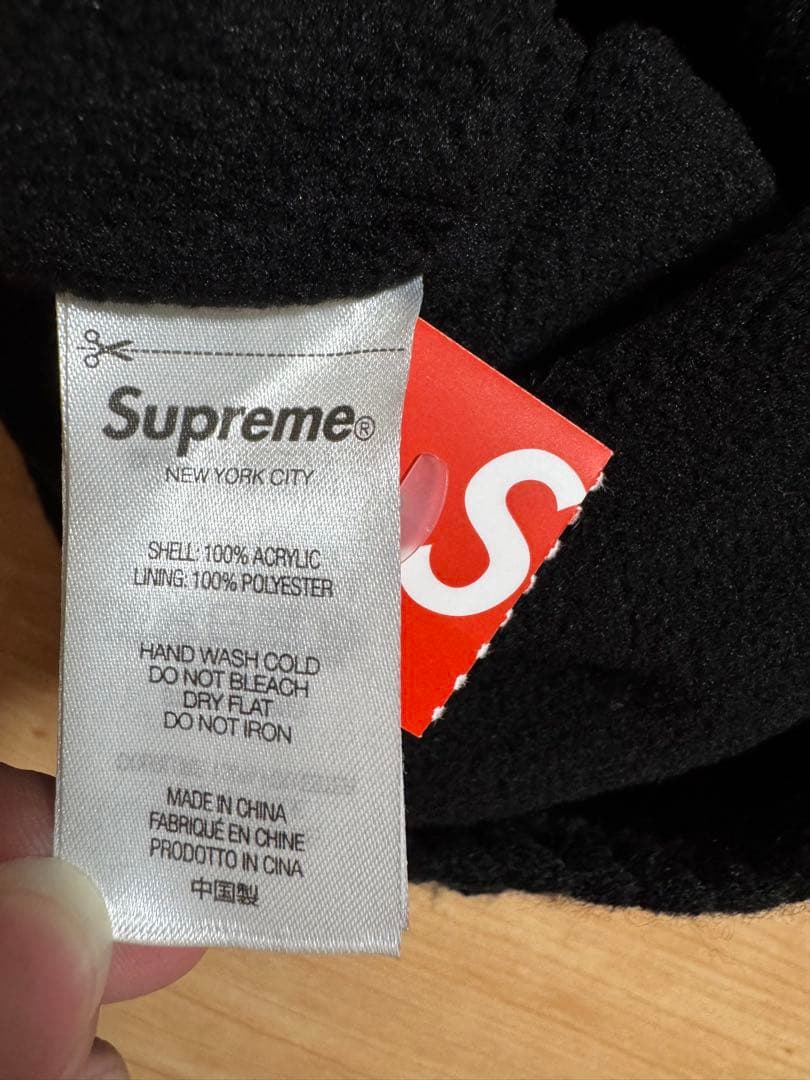 Supreme®
NEW YORK CITY
SHELL: 100% ACRYLIC
LINING: 100% POLYESTER
HAND WASH COLD
DO NOT BLEACH
DRY FLAT
DO NOT IRON
MADE IN CHINA
FABRIQUÉ EN CHINE
PRODOTTO IN CINA
中国製
S